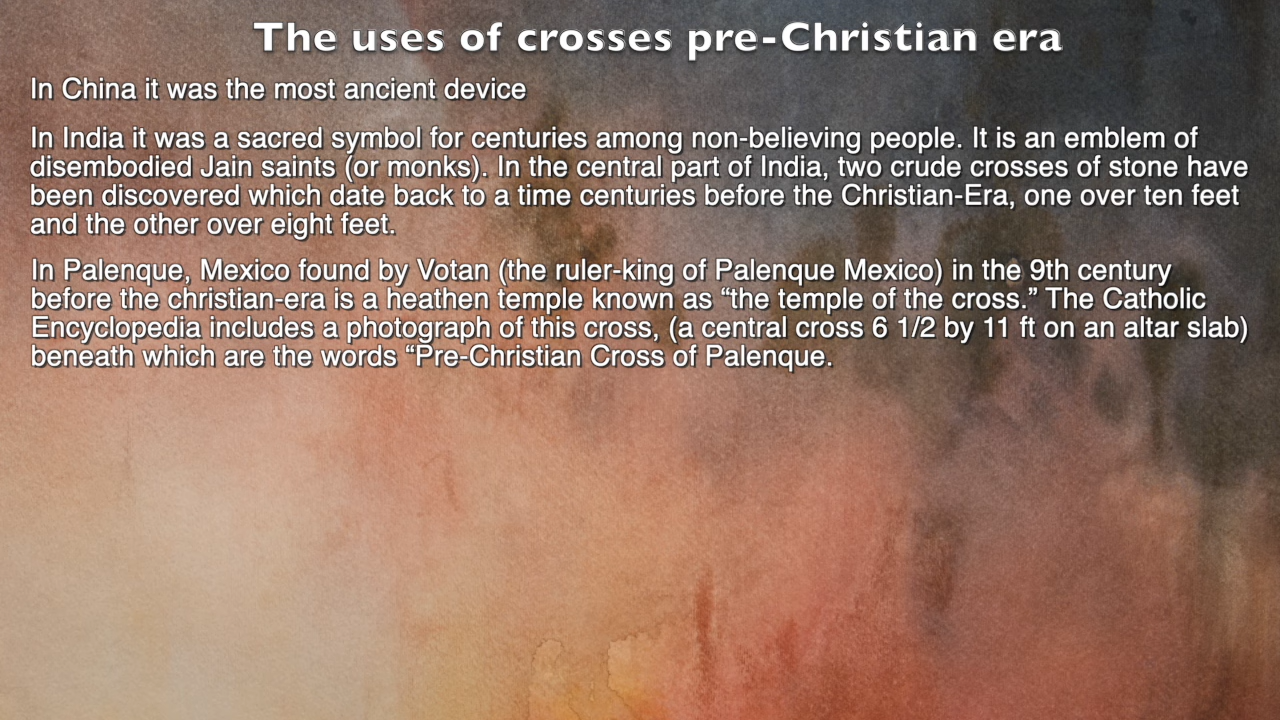 The uses of crosses pre-Christian era
In China it was the most ancient device
In India it was a sacred symbol for centuries among non-believing people. It is an emblem of
disembodied Jain saints (or monks). In the central part of India, two crude crosses of stone have
been discovered which date back to a time centuries before the Christian-Era, one over ten feet
and the other over eight feet.
In Palenque, Mexico found by Votan (the ruler-king of Palenque Mexico) in the 9th century
before the christian-era is a heathen temple known as “the temple of the cross.” The Catholic
Encyclopedia includes a photograph of this cross, (a central cross 6 1/2 by 11 ft on an altar slab)
beneath which are the words “Pre-Christian Cross of Palenque.